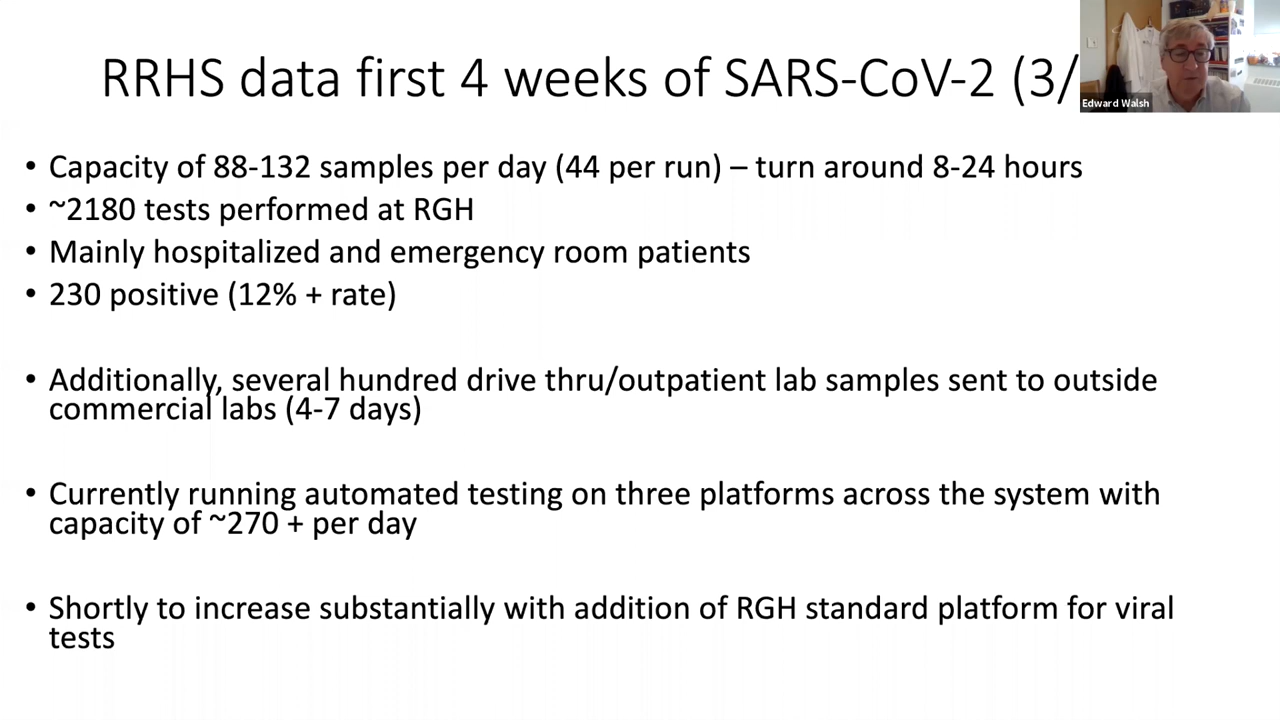 RRHS data first 4 weeks of SARS-CoV-2 (3/
Edward Walsh
• Capacity of 88-132 samples per day (44 per run) – turn around 8-24 hours
• ~2180 tests performed at RGH
• Mainly hospitalized and emergency room patients
• 230 positive (12% + rate)
• Additionally, several hundred drive thru/outpatient lab samples sent to outside
commercial labs (4-7 days)
• Currently running automated testing on three platforms across the system with
capacity of ~270 + per day
• Shortly to increase substantially with addition of RGH standard platform for viral
tests